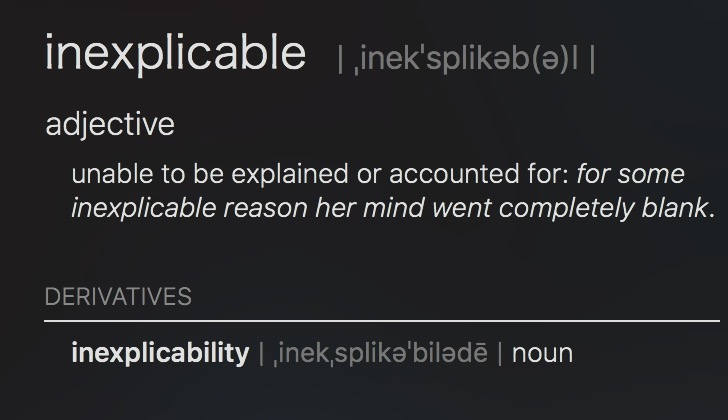 inexplicable | ˌinekˈsplikəb(ə)l |
adjective
unable to be explained or accounted for: for some
inexplicable reason her mind went completely blank.
DERIVATIVES
inexplicability | ˌinekˌsplikəˈbilədē | noun